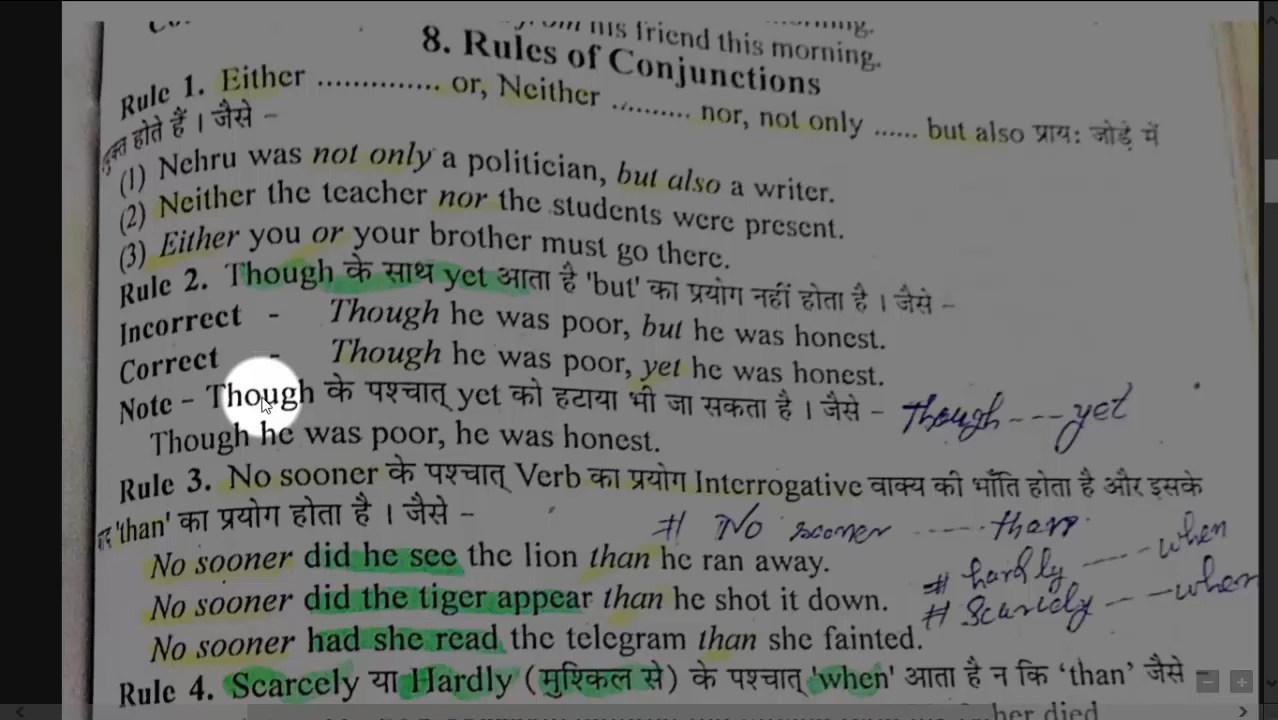 from his friend this morning.
8. Rules of Conjunctions
Rule 1. Either .............. or, Neither .......... nor, not only ...... but also प्रायः जोड़े में
होते हैं । जैसे -
(1) Nehru was not only a politician, but also a writer.
(2) Neither the teacher nor the students were present.
(3) Either you or your brother must go there.
Rule 2. Though के साथ yet आता है 'but' का प्रयोग नहीं होता है । जैसे –
Incorrect - Though he was poor, but he was honest.
Correct - Though he was poor, yet he was honest.
Note - Though के पश्चात् yet को हटाया भी जा सकता है । जैसे –
Though --- yet
Though he was poor, he was honest.
Rule 3. No sooner के पश्चात् Verb का प्रयोग Interrogative वाक्य की भाँति होता है और इसके
'than' का प्रयोग होता है । जैसे –
# No sooner ---- than
No sooner did he see the lion than he ran away.
# hardly --- when
No sooner did the tiger appear than he shot it down.
# Scarcely --- when
No sooner had she read the telegram than she fainted.
Rule 4. Scarcely या Hardly (मुश्किल से) के पश्चात् 'when' आता है न कि ‘than’ जैसे –
died